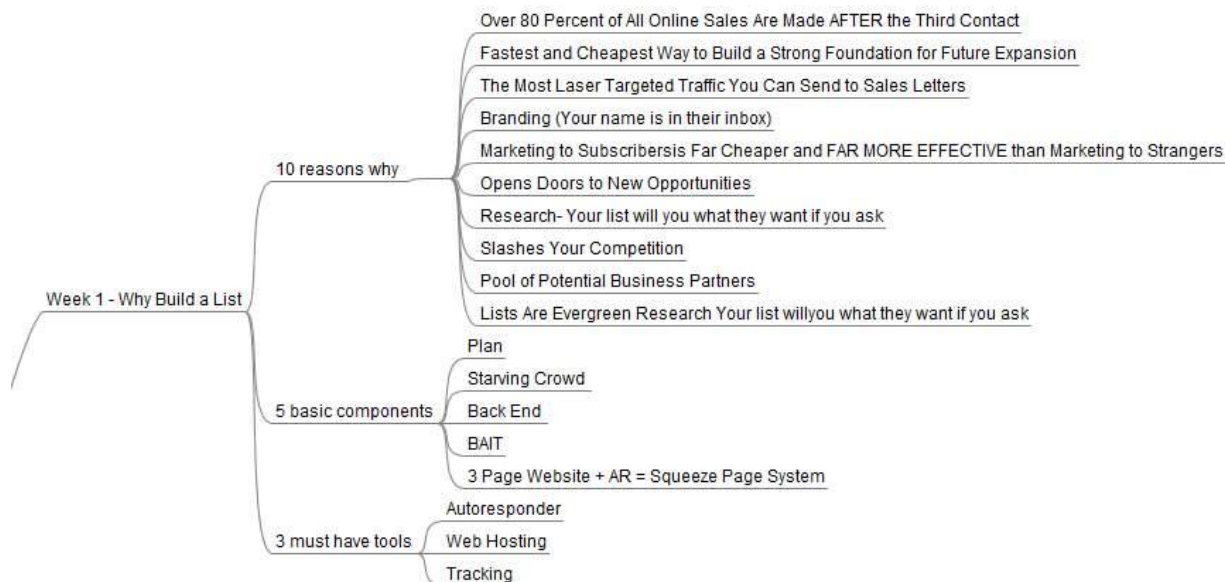 Week 1 - Why Build a List
10 reasons why
Over 80 Percent of All Online Sales Are Made AFTER the Third Contact
Fastest and Cheapest Way to Build a Strong Foundation for Future Expansion
The Most Laser Targeted Traffic You Can Send to Sales Letters
Branding (Your name is in their inbox)
Marketing to Subscribersis Far Cheaper and FAR MORE EFFECTIVE than Marketing to Strangers
Opens Doors to New Opportunities
Research- Your list will you what they want if you ask
Slashes Your Competition
Pool of Potential Business Partners
Lists Are Evergreen Research Your list willyou what they want if you ask
5 basic components
Plan
Starving Crowd
Back End
BAIT
3 Page Website + AR = Squeeze Page System
3 must have tools
Autoresponder
Web Hosting
Tracking